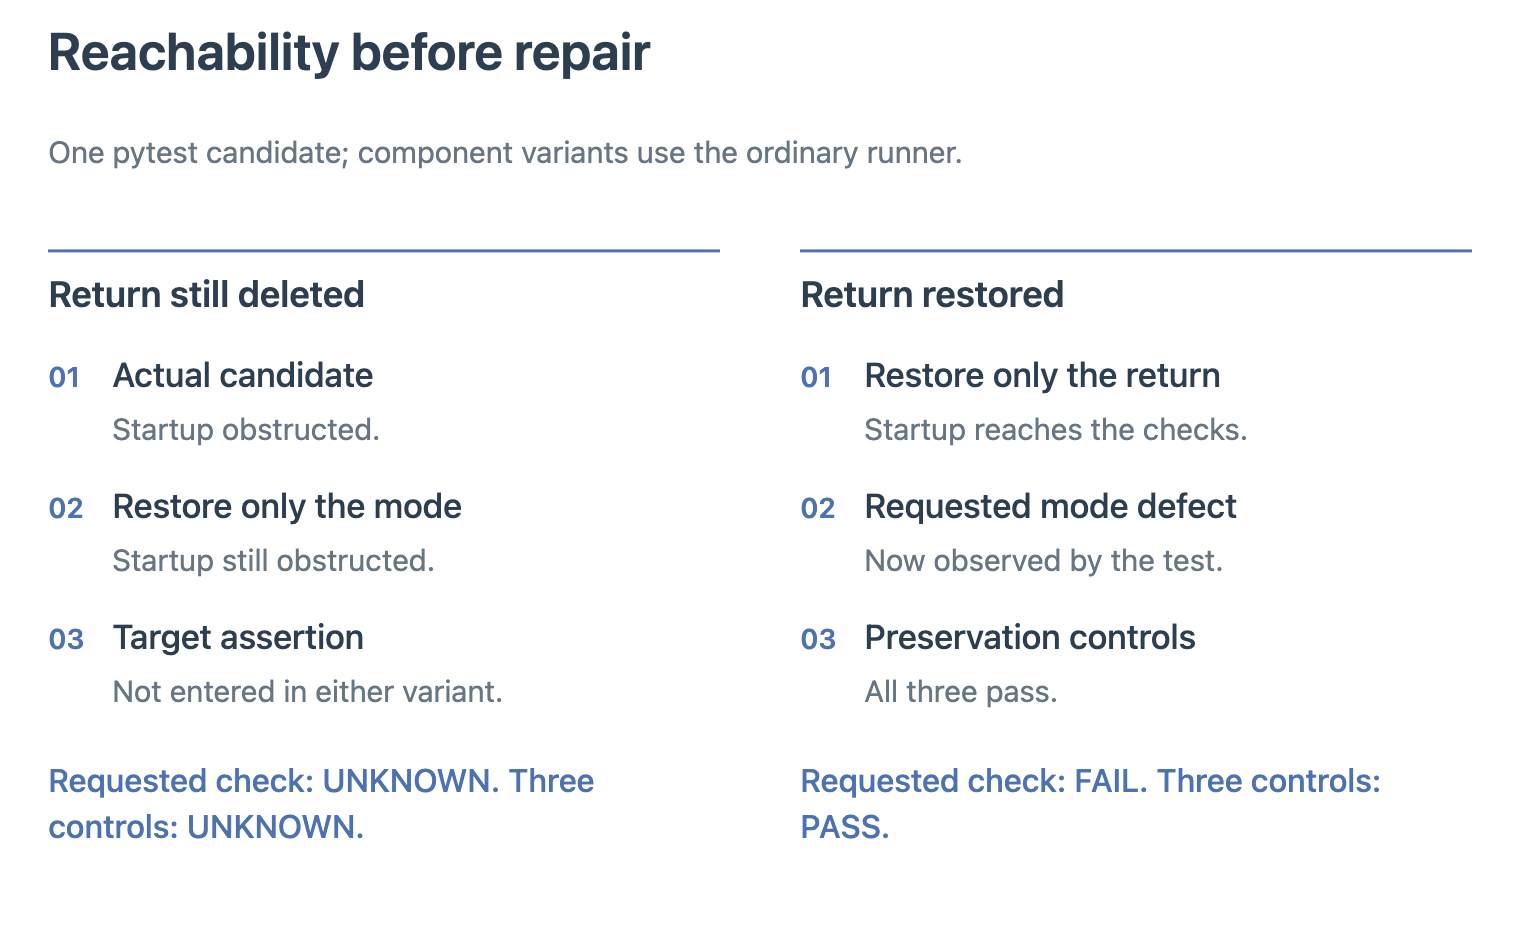 Reachability before repair
One pytest candidate; component variants use the ordinary runner.
Return still deleted
01 Actual candidate
Startup obstructed.
02 Restore only the mode
Startup still obstructed.
03 Target assertion
Not entered in either variant.
Requested check: UNKNOWN. Three
controls: UNKNOWN.
Return restored
01 Restore only the return
Startup reaches the checks.
02 Requested mode defect
Now observed by the test.
03 Preservation controls
All three pass.
Requested check: FAIL. Three controls:
PASS.